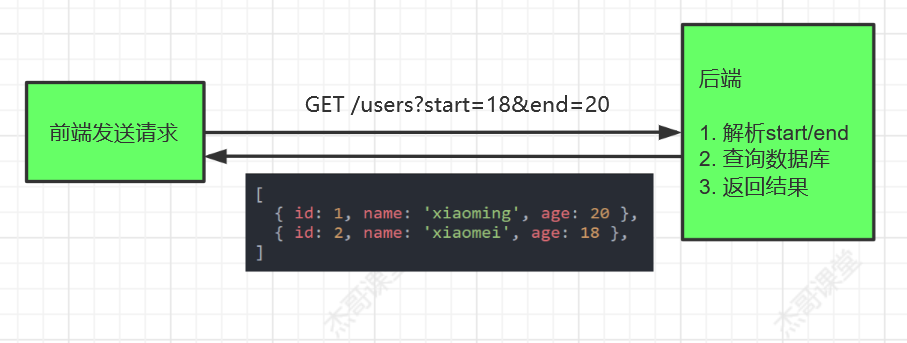 前端发送请求
GET /users?start=18&end=20
后端
1. 解析start/end
2. 查询数据库
3. 返回结果
[
{ id: 1, name: 'xiaoming', age: 20 },
{ id: 2, name: 'xiaomei', age: 18 },
]
杰哥课堂
杰哥课堂